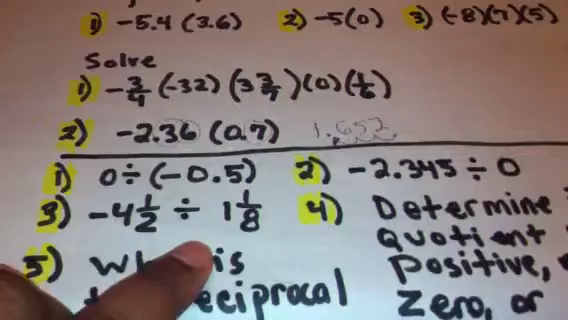 1) -5.4 (3.6) 2) -5(0) 3) (-8)(7)(5)
Solve
1) -3/4 (-32) (3 3/7) (0) (1/6)
2) -2.36 (0.7) 1.652
1) 0 ÷ (-0.5) 2) -2.345 ÷ 0
3) -4 1/2 ÷ 1 1/8 4) Determine
quotient
5) is positive,
reciprocal zero, or